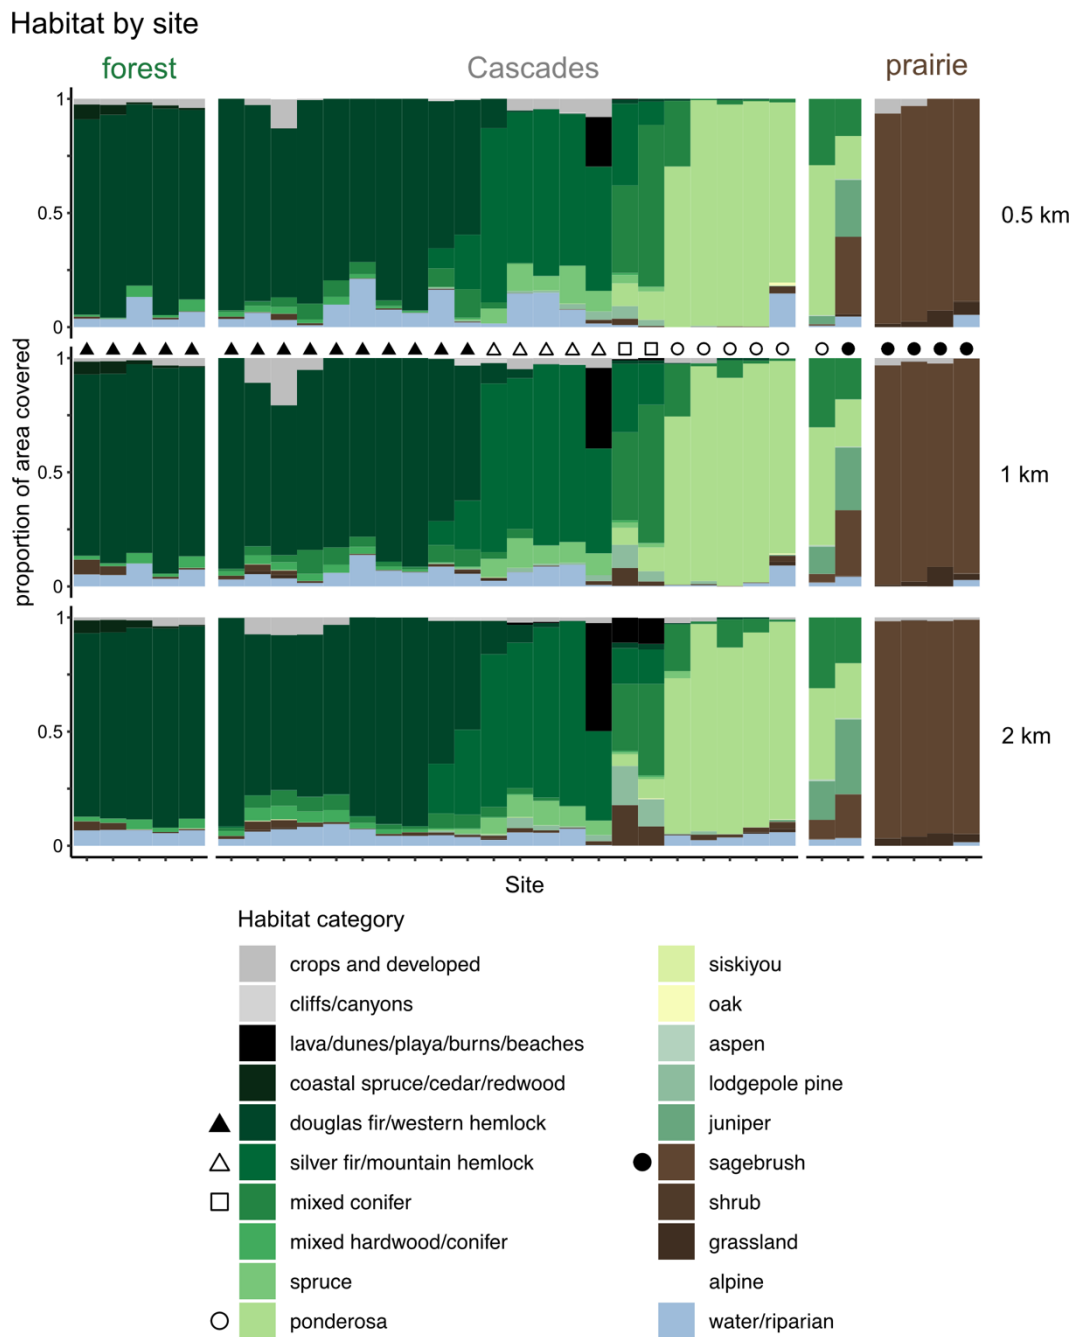 Habitat by site
forest Cascades prairie
1
0.5
0
0.5 km
1
0.5
0
1 km
1
0.5
0
2 km
proportion of area covered
Site
Habitat category
crops and developed
cliffs/canyons
lava/dunes/playa/burns/beaches
coastal spruce/cedar/redwood
douglas fir/western hemlock
silver fir/mountain hemlock
mixed conifer
mixed hardwood/conifer
spruce
ponderosa
siskiyou
oak
aspen
lodgepole pine
juniper
sagebrush
shrub
grassland
alpine
water/riparian